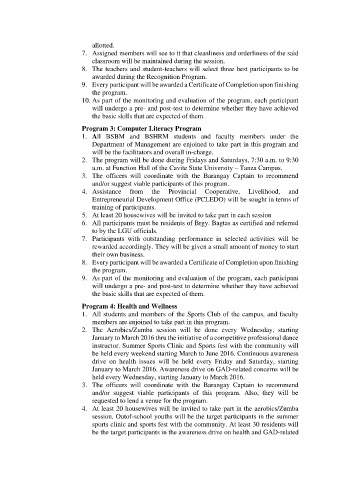 allotted.
7. Assigned members will see to it that cleanliness and orderliness of the said
classroom will be maintained during the session.
8. The teachers and student-teachers will select three best participants to be
awarded during the Recognition Program.
9. Every participant will be awarded a Certificate of Completion upon finishing
the program.
10. As part of the monitoring and evaluation of the program, each participant
will undergo a pre- and post-test to determine whether they have achieved
the basic skills that are expected of them.
Program 3: Computer Literacy Program
1. All BSBM and BSHRM students and faculty members under the
Department of Management are enjoined to take part in this program and
will be the facilitators and overall in-charge.
2. The program will be done during Fridays and Saturdays, 7:30 a.m. to 9:30
a.m. at Function Hall of the Cavite State University – Tanza Campus.
3. The officers will coordinate with the Barangay Captain to recommend
and/or suggest viable participants of this program.
4. Assistance from the Provincial Cooperative, Livelihood, and
Entrepreneurial Development Office (PCLEDO) will be sought in terms of
training of participants.
5. At least 20 housewives will be invited to take part in each session
6. All participants must be residents of Brgy. Bagtas as certified and referred
to by the LGU officials.
7. Participants with outstanding performance in selected activities will be
rewarded accordingly. They will be given a small amount of money to start
their own business.
8. Every participant will be awarded a Certificate of Completion upon finishing
the program.
9. As part of the monitoring and evaluation of the program, each participant
will undergo a pre- and post-test to determine whether they have achieved
the basic skills that are expected of them.
Program 4: Health and Wellness
1. All students and members of the Sports Club of the campus, and faculty
members are enjoined to take part in this program.
2. The Aerobics/Zumba session will be done every Wednesday, starting
January to March 2016 thru the initiative of a competitive professional dance
instructor. Summer Sports Clinic and Sports fest with the community will
be held every weekend starting March to June 2016. Continuous awareness
drive on health issues will be held every Friday and Saturday, starting
January to March 2016. Awareness drive on GAD-related concerns will be
held every Wednesday, starting January to March 2016.
3. The officers will coordinate with the Barangay Captain to recommend
and/or suggest viable participants of this program. Also, they will be
requested to lend a venue for the program.
4. At least 20 housewives will be invited to take part in the aerobics/Zumba
session. Outof-school youths will be the target participants in the summer
sports clinic and sports fest with the community. At least 30 residents will
be the target participants in the awareness drive on health and GAD-related